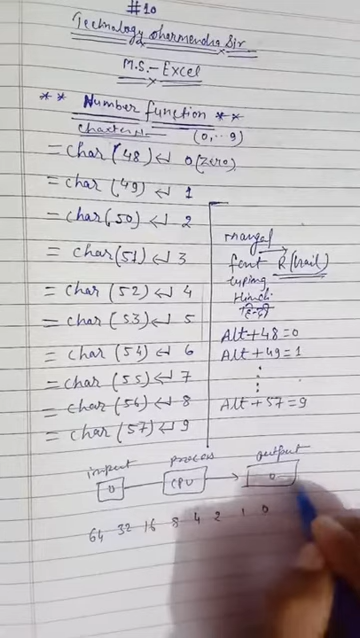 #10
Technology Dharmendra Sir
M.S.-Excel
** Number function **
(0,..9)
=Char(48)↵ 0(zero)
=char(49)↵ 1
=char(50)↵ 2
=char(51)↵ 3
=char(52)↵ 4
=char(53)↵ 5
=char(54)↵ 6
=char(55)↵ 7
=char(56)↵ 8
=char(57)↵ 9
mangal
font
typing
Hindi
हिन्दी
Alt+48=0
Alt+49=1
⋮
Alt+57=9
input process output
0 CPU 0
64 32 16 8 4 2 1 0